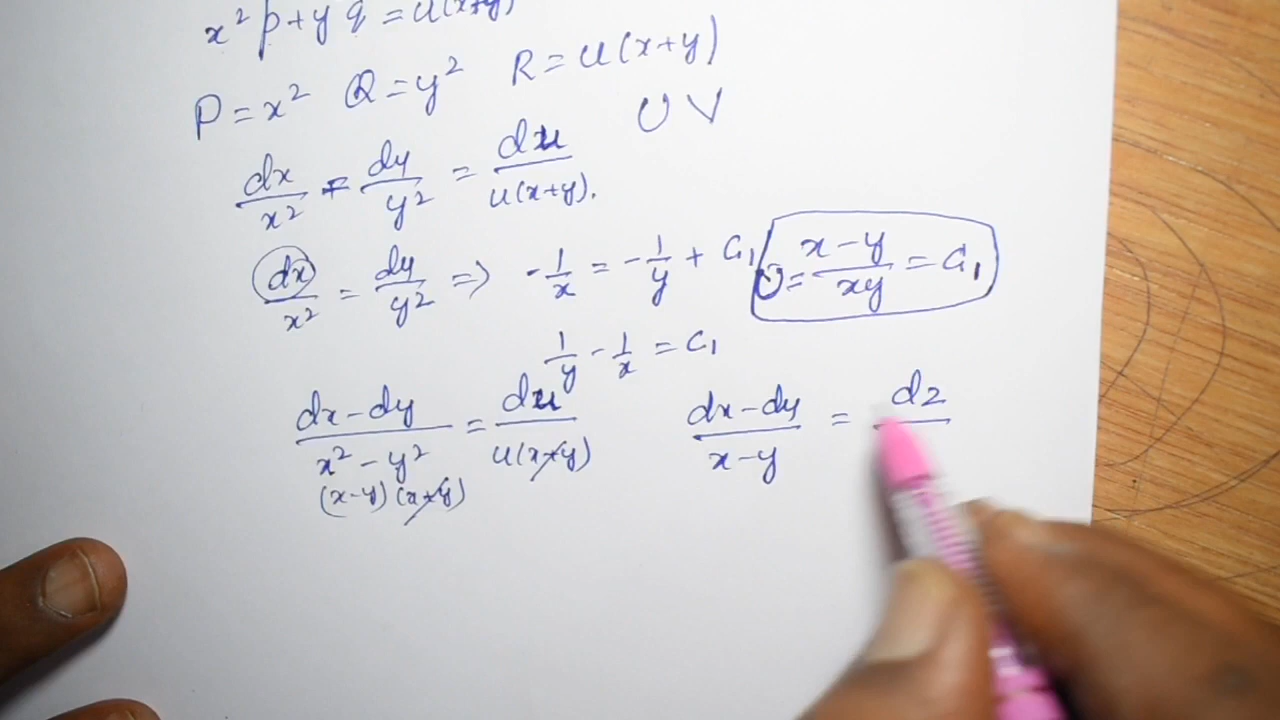 x² p + y q = u(x+y)
P = x² Q = y² R = u(x+y)
U V
dx/x² = dy/y² = du/u(x+y).
dx/x² = dy/y² => -1/x = -1/y + C₁ U = x-y/xy = C₁
1/y - 1/x = C₁
dx-dy/x²-y² = du/u(x+y) dx-dy/x-y = dz
(x-y)(x+y)